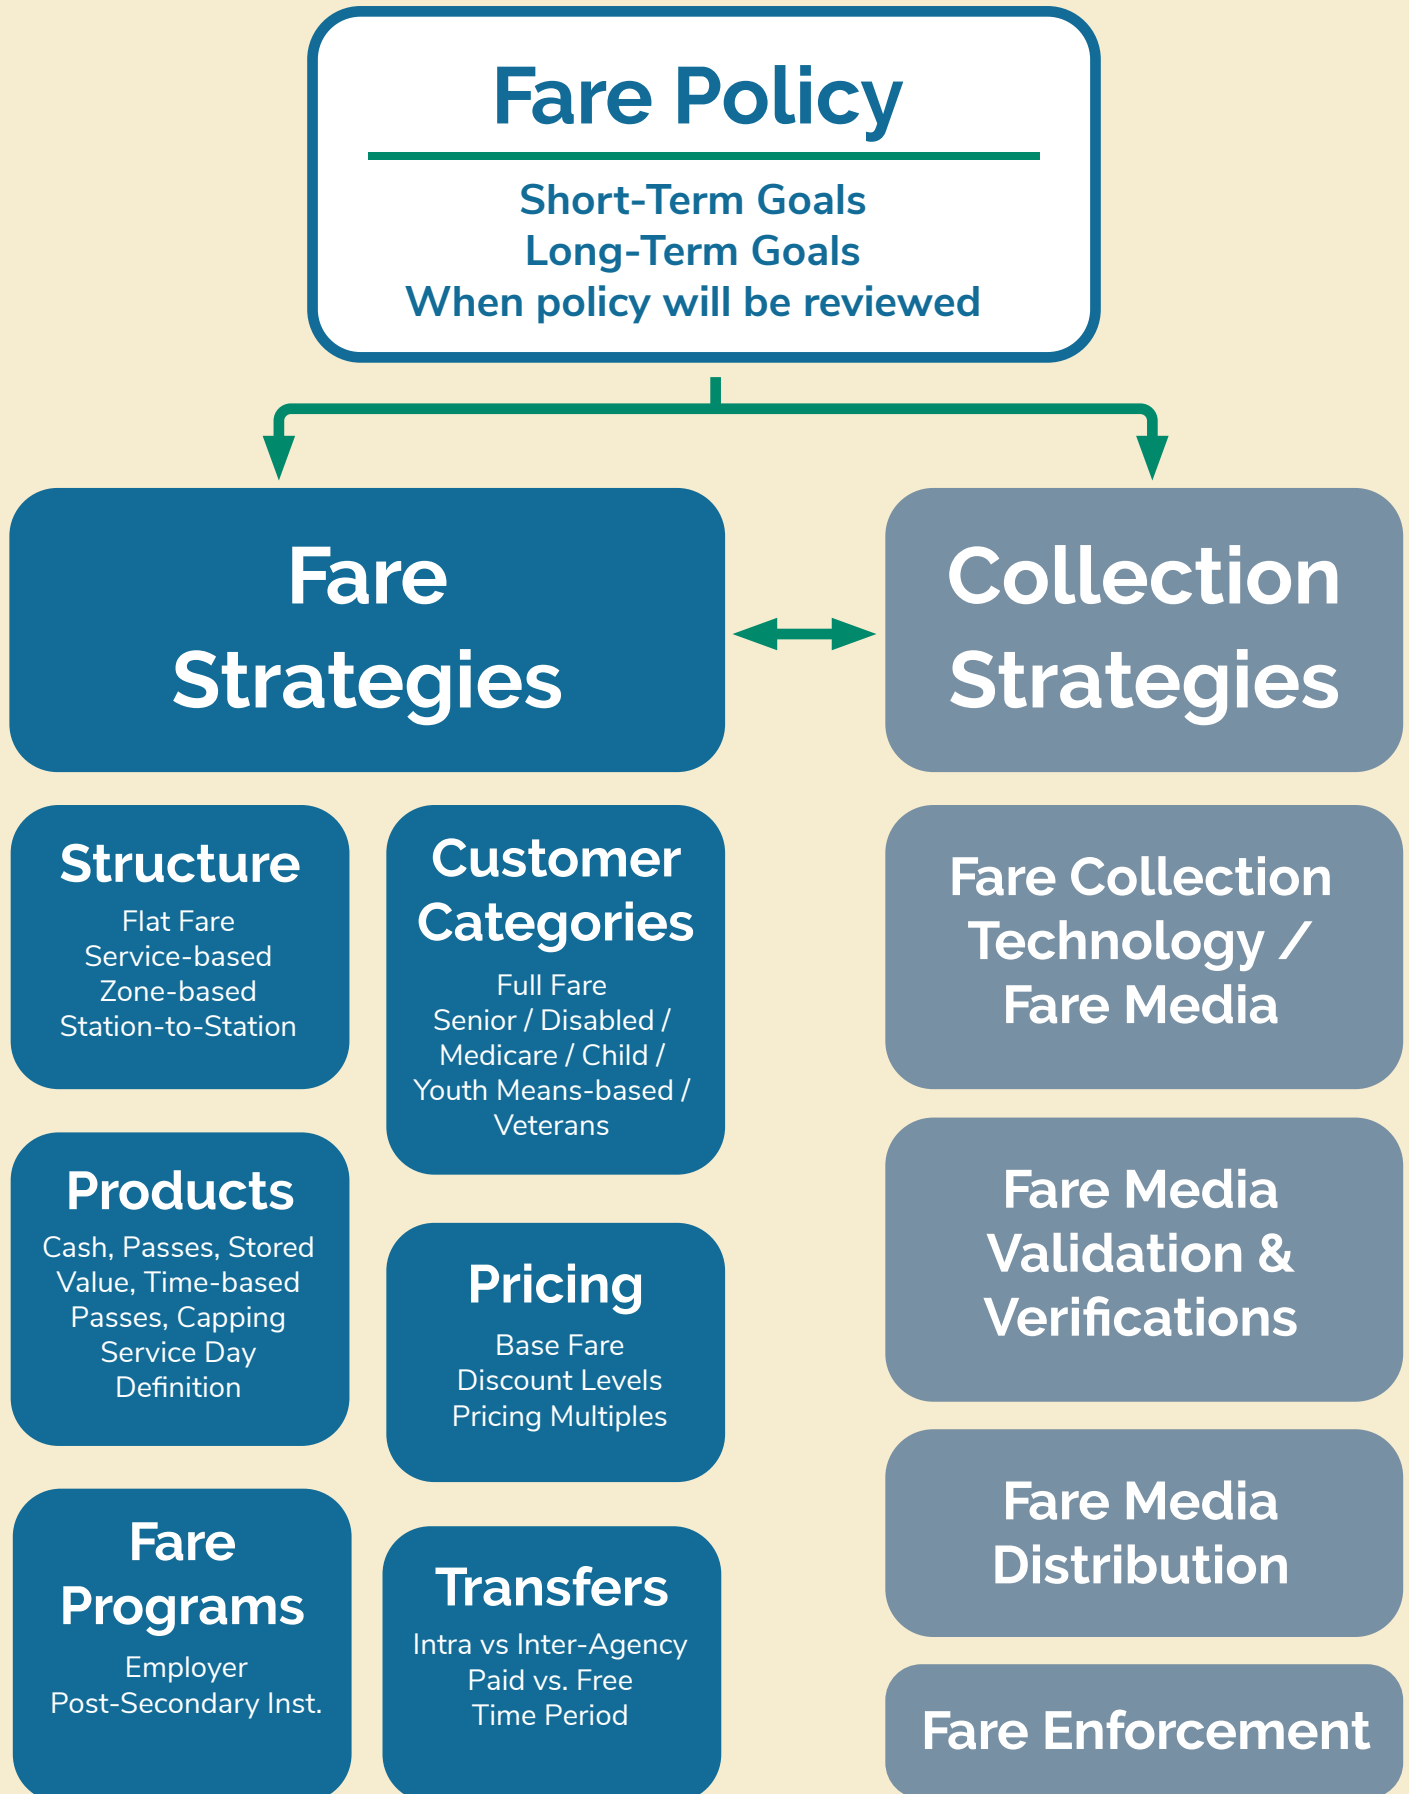 Fare Policy
Short-Term Goals
Long-Term Goals
When policy will be reviewed
Fare
Strategies
Collection
Strategies
Structure
Flat Fare
Service-based
Zone-based
Station-to-Station
Customer
Categories
Full Fare
Senior / Disabled /
Medicare / Child /
Youth Means-based /
Veterans
Products
Cash, Passes, Stored
Value, Time-based
Passes, Capping
Service Day
Definition
Pricing
Base Fare
Discount Levels
Pricing Multiples
Fare
Programs
Employer
Post-Secondary Inst.
Transfers
Intra vs Inter-Agency
Paid vs. Free
Time Period
Fare Collection
Technology /
Fare Media
Fare Media
Validation &
Verifications
Fare Media
Distribution
Fare Enforcement